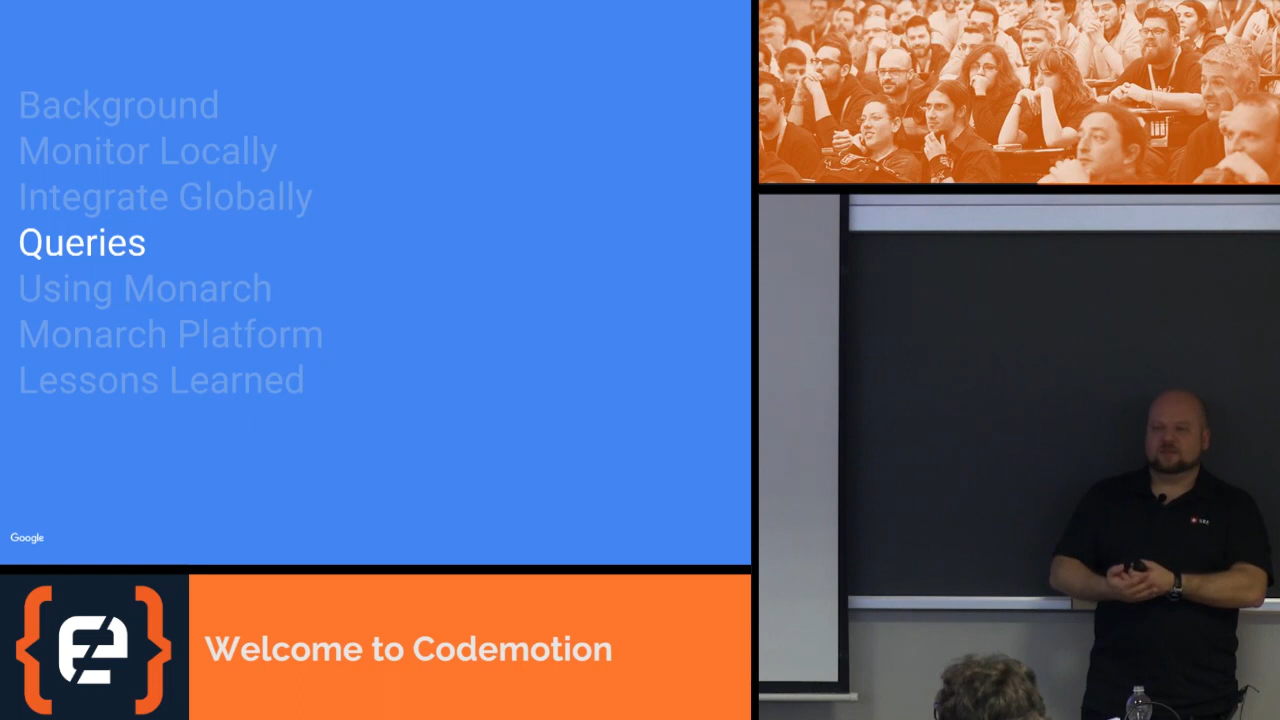 Background
Monitor Locally
Integrate Globally
Queries
Using Monarch
Monarch Platform
Lessons Learned
Google
Welcome to Codemotion